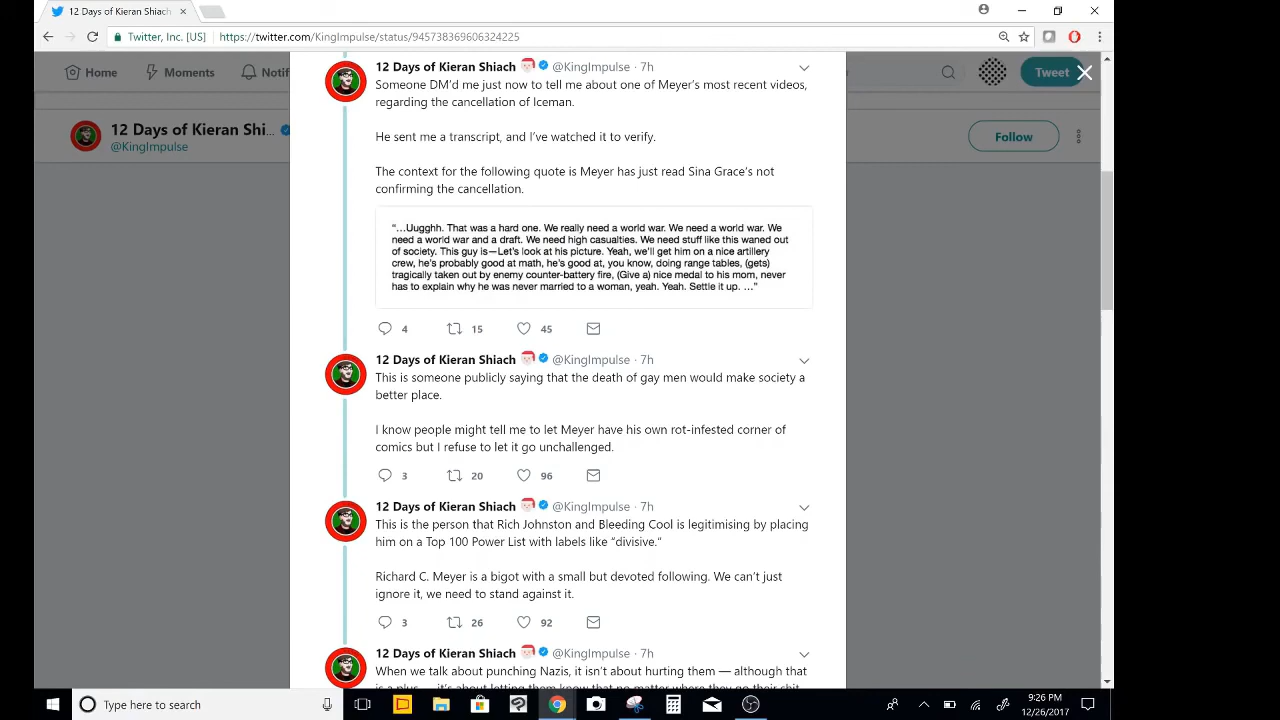 12 Days of Kieran Shiach
Twitter, Inc. [US]
https://twitter.com/KingImpulse/status/945738369606324225
Home
Moments
Notif
Tweet
12 Days of Kieran Shi...
@KingImpulse
Follow
12 Days of Kieran Shiach @KingImpulse · 7h
Someone DM’d me just now to tell me about one of Meyer’s most recent videos,
regarding the cancellation of Iceman.
He sent me a transcript, and I’ve watched it to verify.
The context for the following quote is Meyer has just read Sina Grace’s not
confirming the cancellation.
“…Uugghh. That was a hard one. We really need a world war. We need a world war. We
need a world war and a draft. We need high casualties. We need stuff like this waned out
of society. This guy is—Let’s look at his picture. Yeah, we’ll get him on a nice artillery
crew, he’s probably good at math, he’s good at, you know, doing range tables, (gets)
tragically taken out by enemy counter-battery fire, (Give a) nice medal to his mom, never
has to explain why he was never married to a woman, yeah. Yeah. Settle it up. …”
4 15 45
12 Days of Kieran Shiach @KingImpulse · 7h
This is someone publicly saying that the death of gay men would make society a
better place.
I know people might tell me to let Meyer have his own rot-infested corner of
comics but I refuse to let it go unchallenged.
3 20 96
12 Days of Kieran Shiach @KingImpulse · 7h
This is the person that Rich Johnston and Bleeding Cool is legitimising by placing
him on a Top 100 Power List with labels like “divisive.”
Richard C. Meyer is a bigot with a small but devoted following. We can’t just
ignore it, we need to stand against it.
3 26 92
12 Days of Kieran Shiach @KingImpulse · 7h
When we talk about punching Nazis, it isn’t about hurting them — although that
is a plus — it’s about letting them know that no matter where they go their shit
Type here to search
9:26 PM
12/26/2017